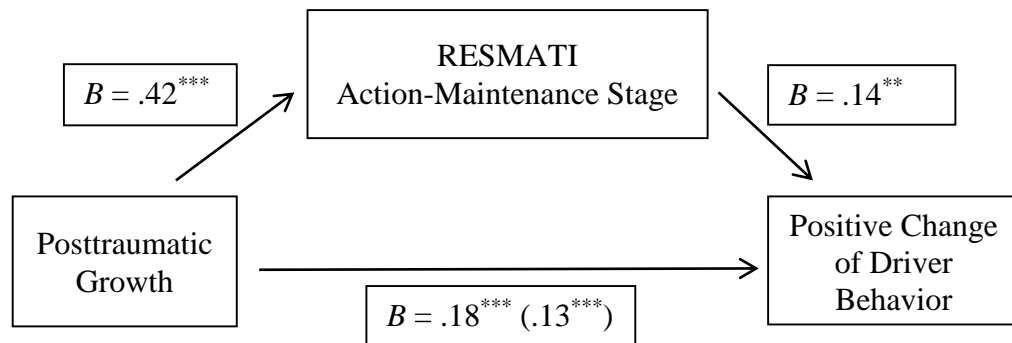 RESMATI
Action-Maintenance Stage
B = .42***
B = .14**
Posttraumatic
Growth
Positive Change
of Driver
Behavior
B = .18*** (.13***)